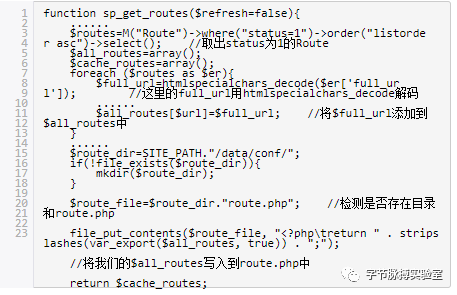 1 function sp_get_routes($refresh=false){
2 ......
3 $routes=M("Route")->where("status=1")->order("listorde
4 r asc")->select(); //取出status为1的Route
5 $all_routes=array();
6 $cache_routes=array();
7 foreach ($routes as $er){
8 $full_url=htmlspecialchars_decode($er['full_ur
9 l']); //这里的full_url用htmlspecialchars_decode解码
10 ......
11 $all_routes[$url]=$full_url; //将$full_url添加到
12 $all_routes中
13 }
14 ......
15 $route_dir=SITE_PATH."/data/conf/";
16 if(!file_exists($route_dir)){
17 mkdir($route_dir);
18 }
19
20 $route_file=$route_dir."route.php"; //检测是否存在目录
21 和route.php
22
23 file_put_contents($route_file, "<?php\treturn " . strips
lashes(var_export($all_routes, true)) . ";");
//将我们的$all_routes写入到route.php中
return $cache_routes;
字节脉搏实验室